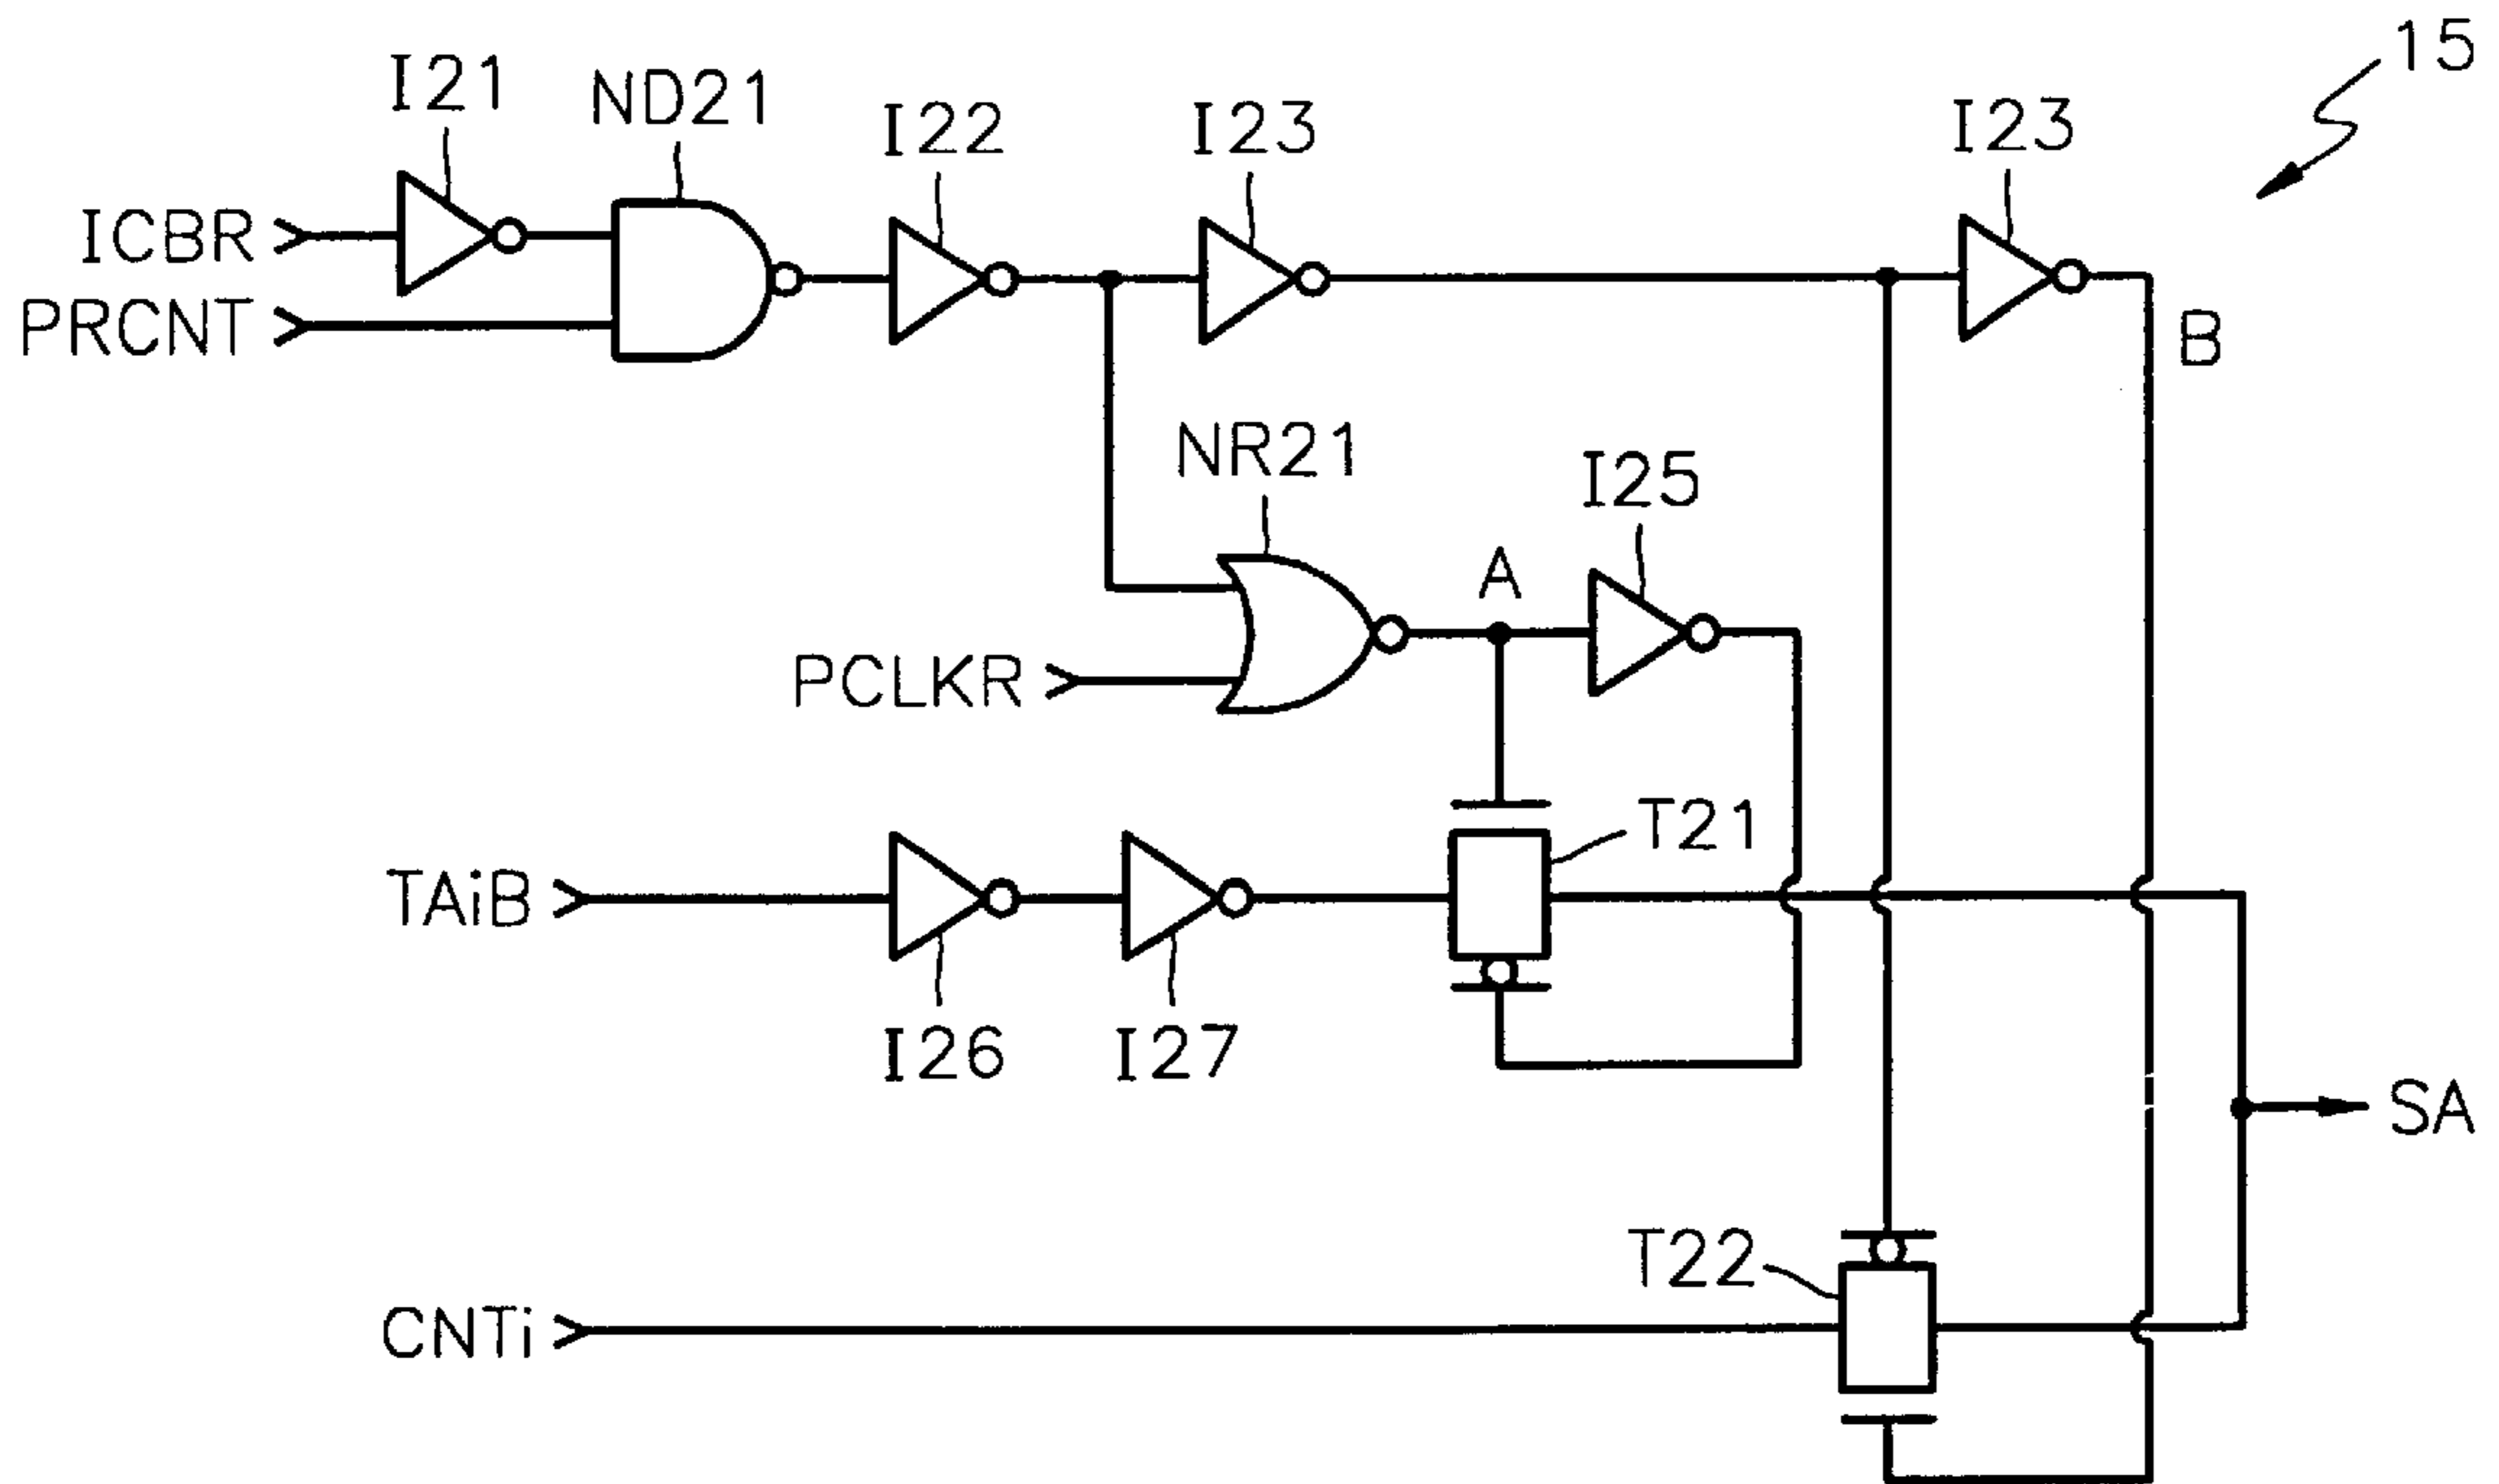 15
I21
ND21
I22
I23
I23
ICBR
PRCNT
B
NR21
I25
A
PCLKR
T21
TAiB
I26
I27
SA
T22
CNTi